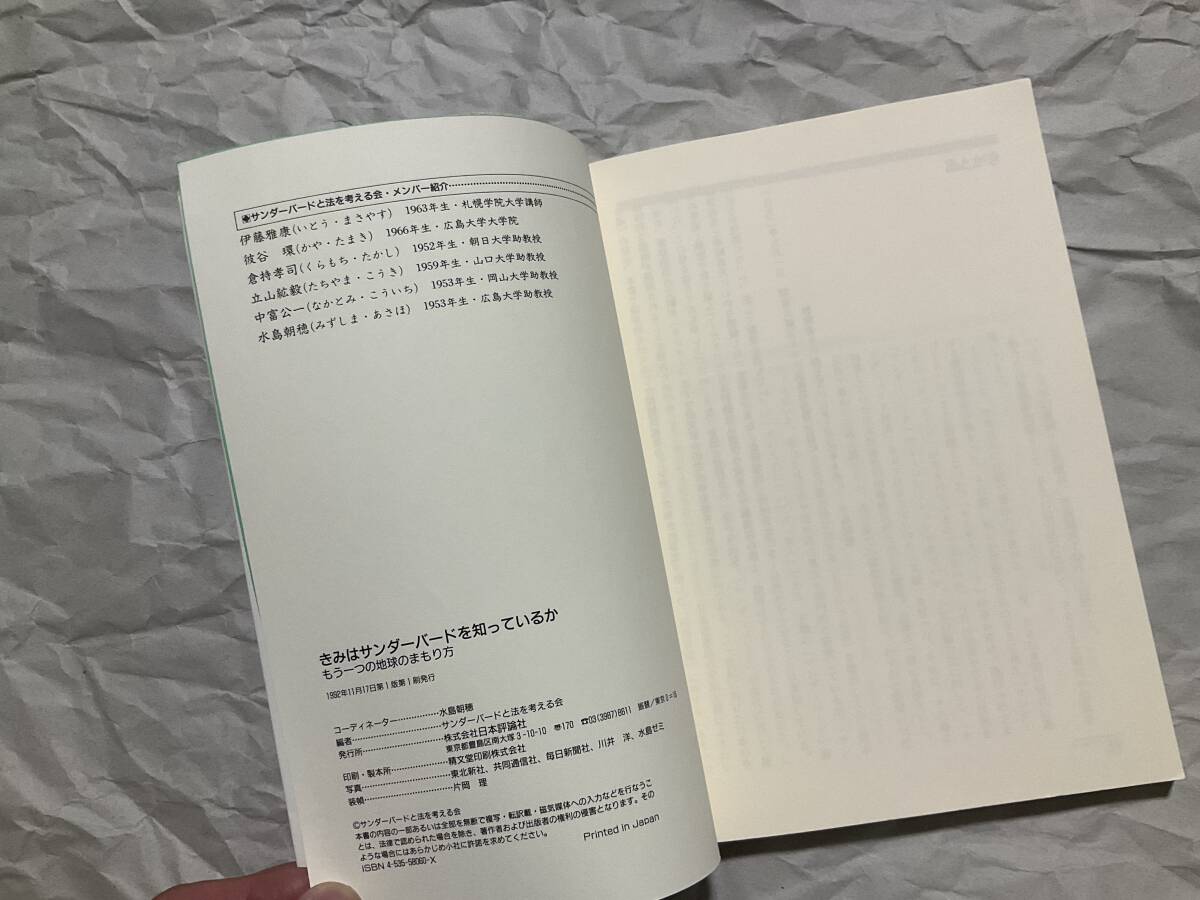 サンダーバードと法を考える会・メンバー紹介
伊藤雅康(いとう・まさやす) 1963年生・札幌学院大学講師
彼谷 環(かや・たまき) 1966年生・広島大学大学院
倉持孝司(くらもち・たかし) 1952年生・朝日大学助教授
立山紘毅(たちやま・こうき) 1959年生・山口大学助教授
中富公一(なかとみ・こういち) 1953年生・岡山大学助教授
水島朝穂(みずしま・あさほ) 1953年生・広島大学助教授
きみはサンダーバードを知っているか
もう一つの地球のまもり方
1992年11月17日第1版第1刷発行
コーディネーター……………水島朝穂
編者……………サンダーバードと法を考える会
発行所……………株式会社日本評論社
東京都豊島区南大塚3-10-10 〠170 ☎03(3987)8611 振替/東京
印刷・製本所……………精文堂印刷株式会社
写真……………東北新社、共同通信社、毎日新聞社、川井 洋、水島ゼミ
装幀……………片岡 理
©サンダーバードと法を考える会
本書の内容の一部あるいは全部を無断で複写・転訳載・磁気媒体への入力などを行なうこ
とは、法律で認められた場合を除き、著作者および出版者の権利の侵害となります。その
ような場合にはあらかじめ小社に許諾を求めてください。
ISBN 4-535-58060-X
Printed in Japan